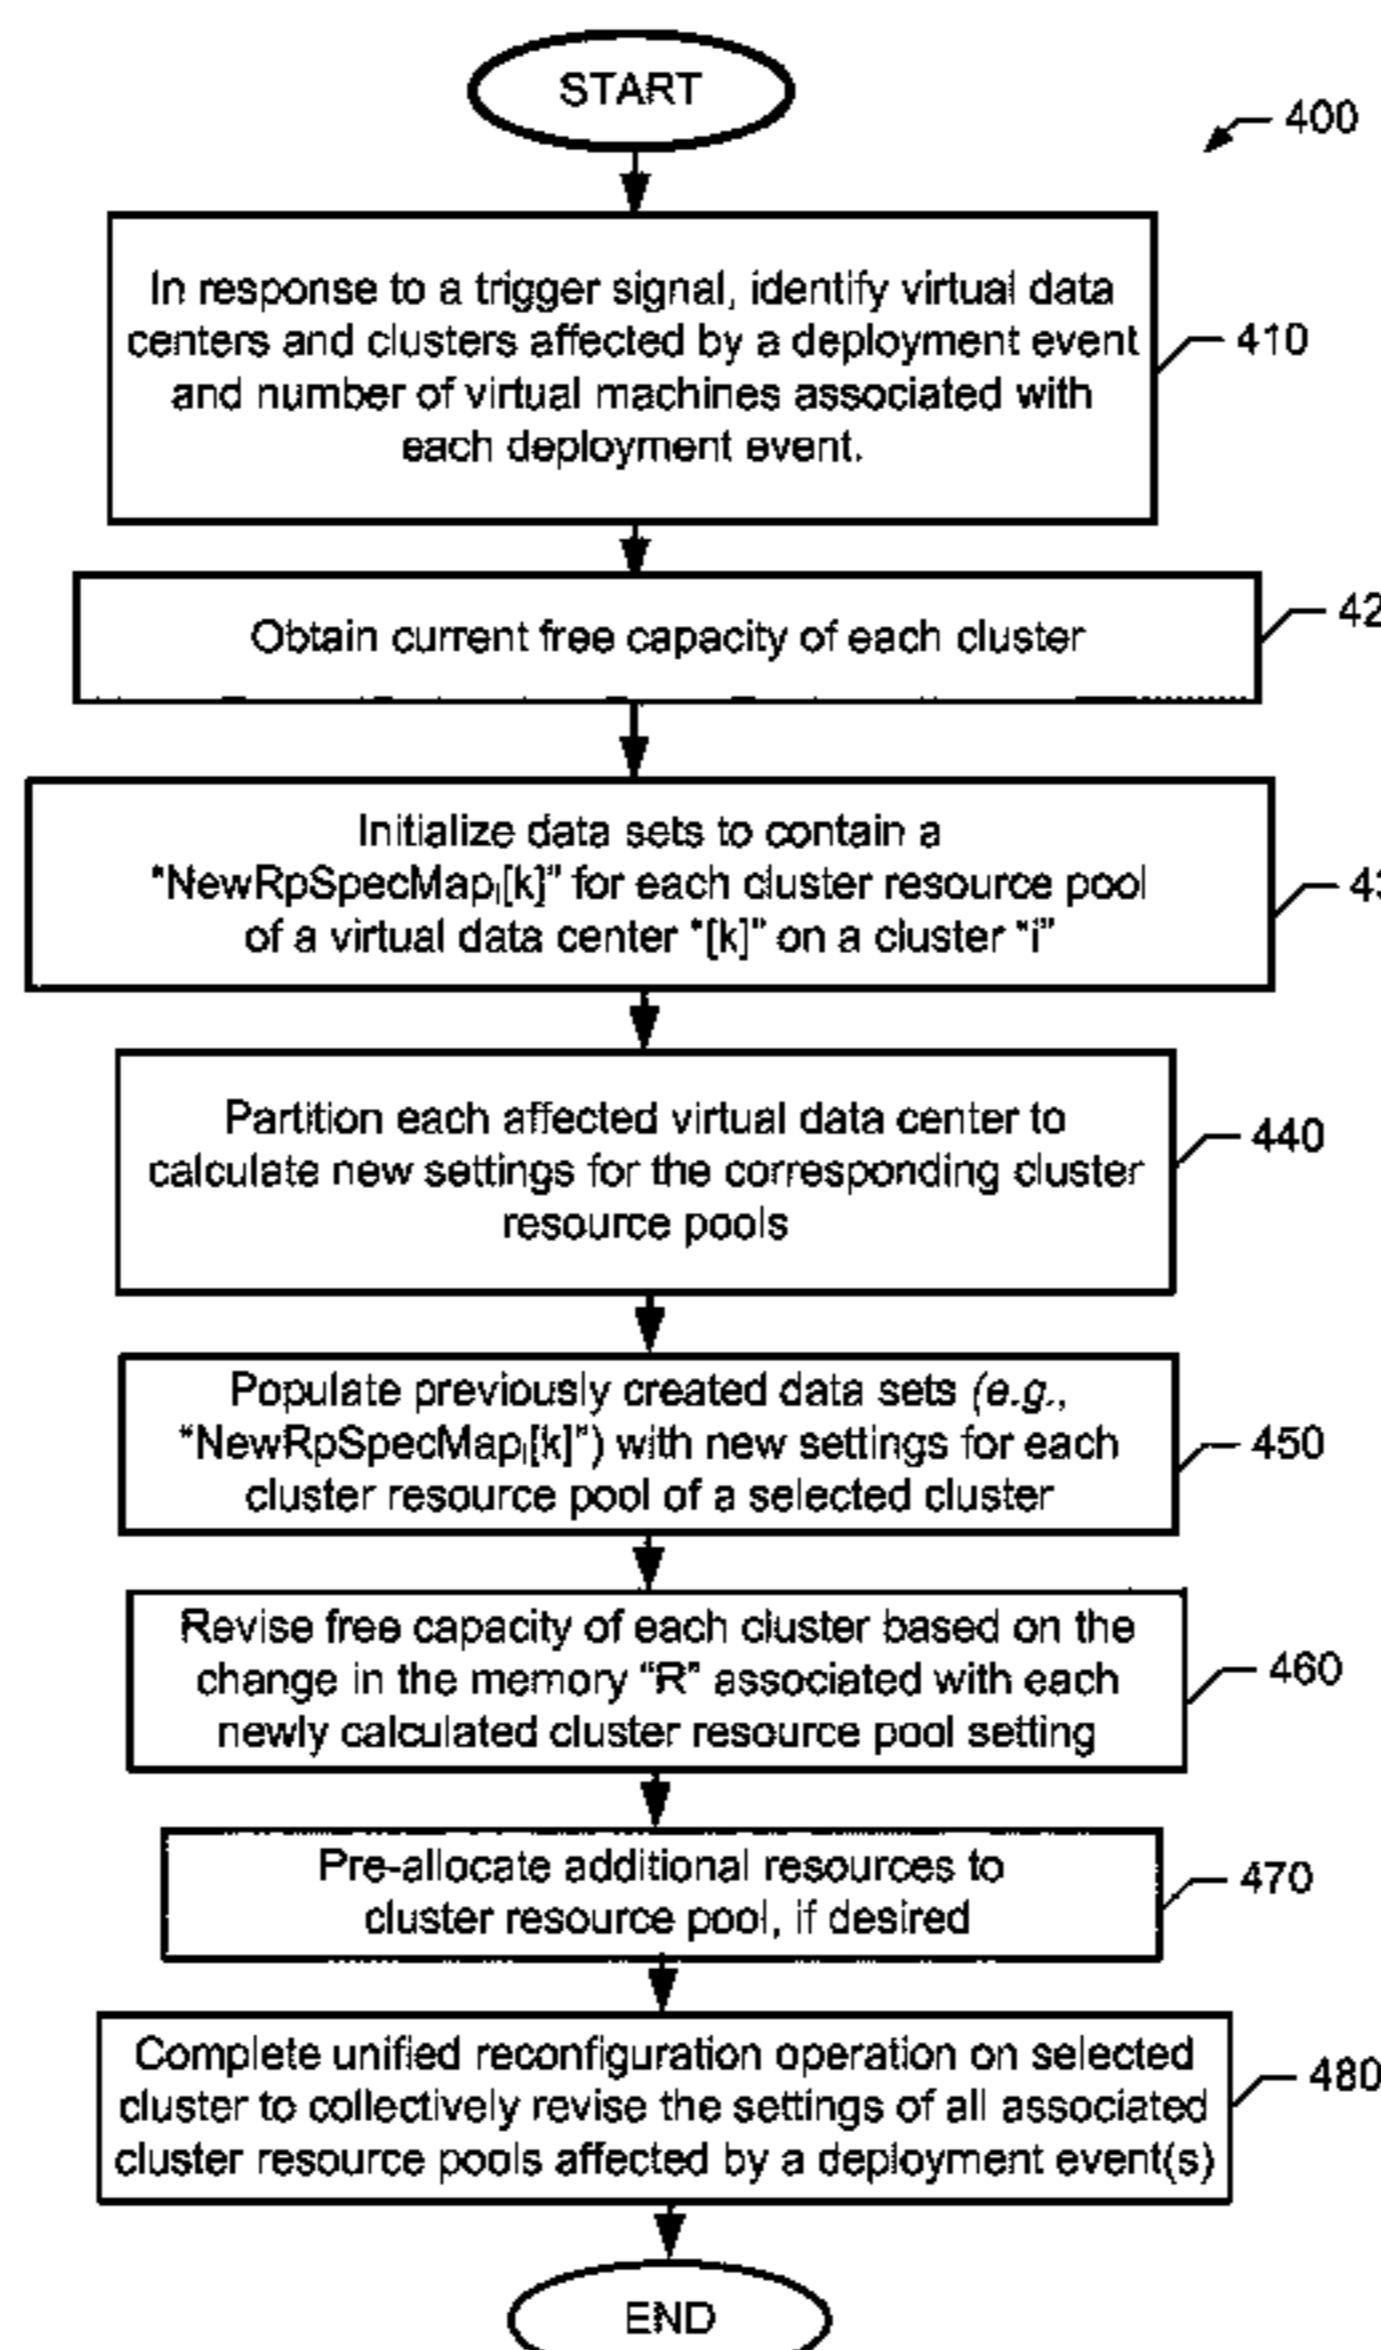 START
400
In response to a trigger signal, identify virtual data
centers and clusters affected by a deployment event
and number of virtual machines associated with
each deployment event.
410
Obtain current free capacity of each cluster
42
Initialize data sets to contain a
“NewRpSpecMapᵢ[k]” for each cluster resource pool
of a virtual data center “[k]” on a cluster “i”
43
Partition each affected virtual data center to
calculate new settings for the corresponding cluster
resource pools
440
Populate previously created data sets (e.g.,
“NewRpSpecMapᵢ[k]”) with new settings for each
cluster resource pool of a selected cluster
450
Revise free capacity of each cluster based on the
change in the memory “R” associated with each
newly calculated cluster resource pool setting
460
Pre-allocate additional resources to
cluster resource pool, if desired
470
Complete unified reconfiguration operation on selected
cluster to collectively revise the settings of all associated
cluster resource pools affected by a deployment event(s)
480
END